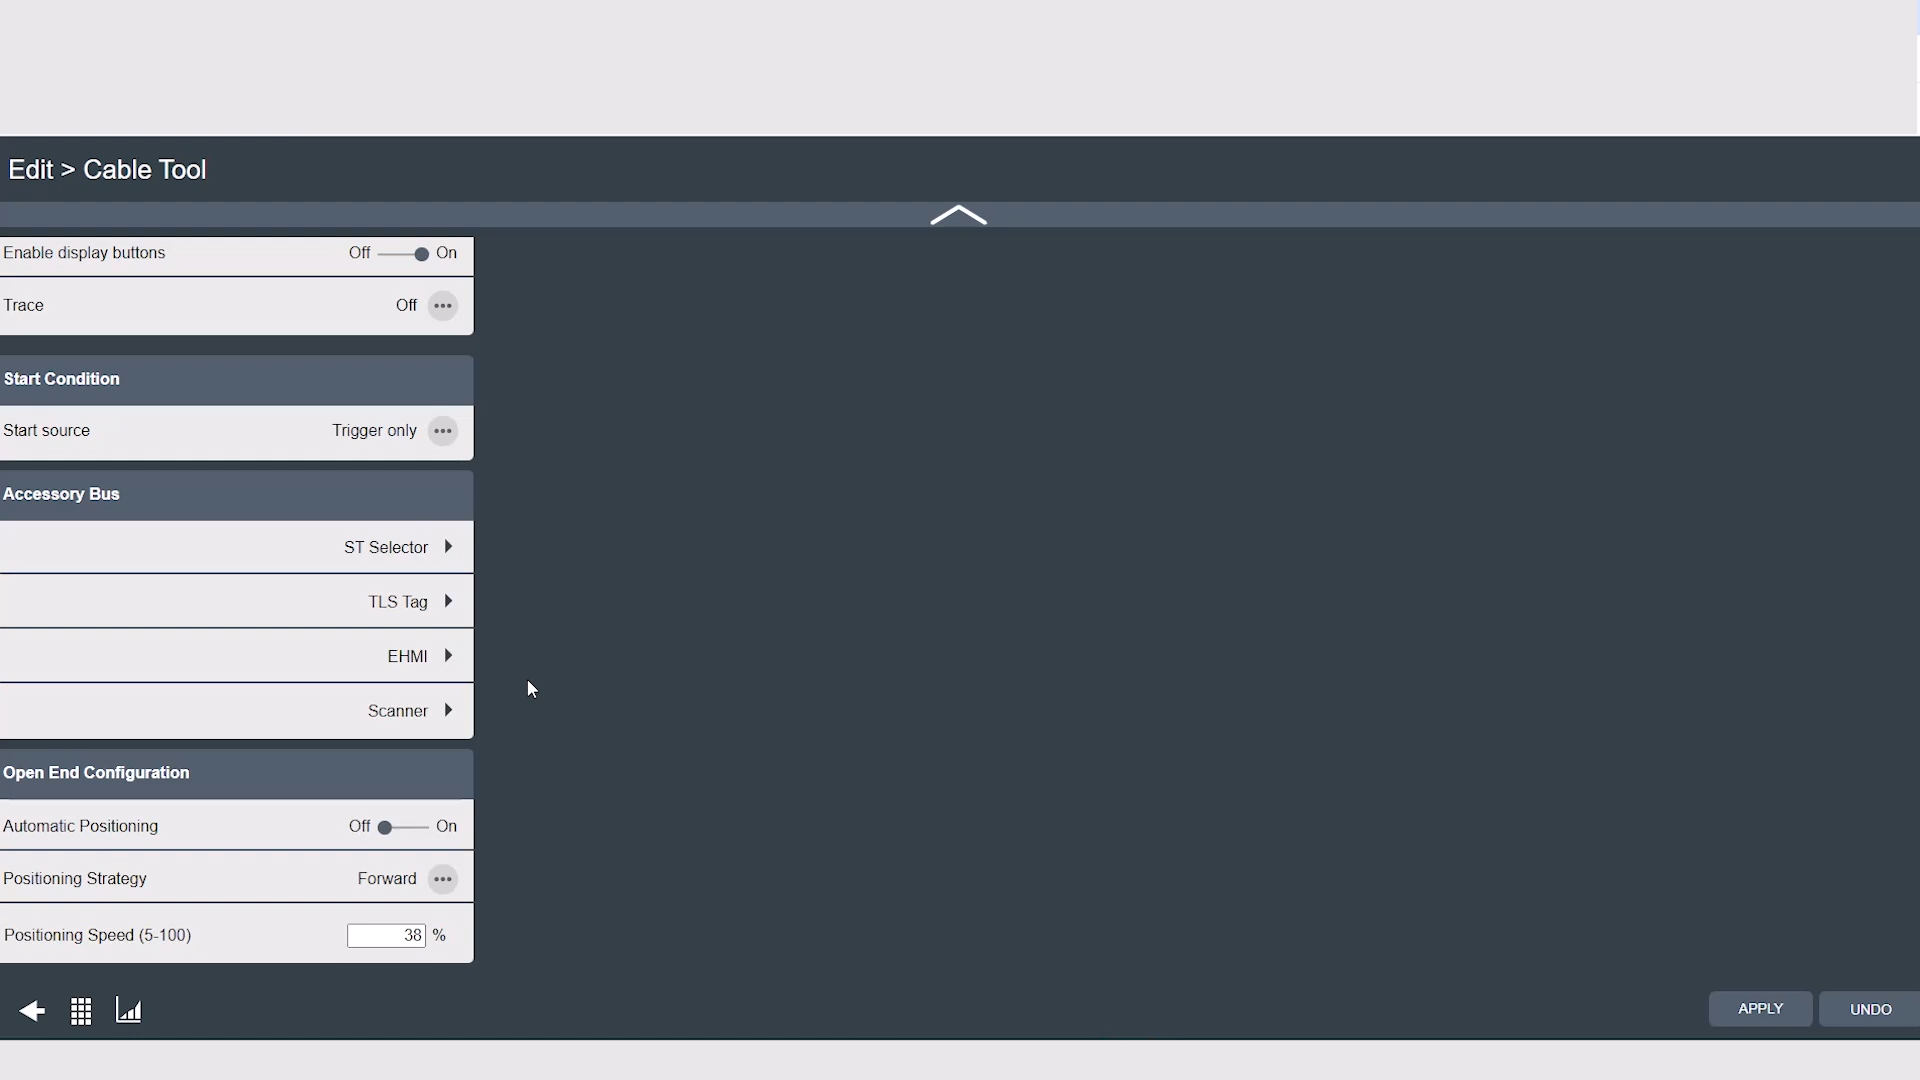 Edit > Cable Tool
Enable display buttons Off On
Trace Off
Start Condition
Start source Trigger only
Accessory Bus
ST Selector
TLS Tag
EHMI
Scanner
Open End Configuration
Automatic Positioning Off On
Positioning Strategy Forward
Positioning Speed (5-100) 38 %
APPLY UNDO